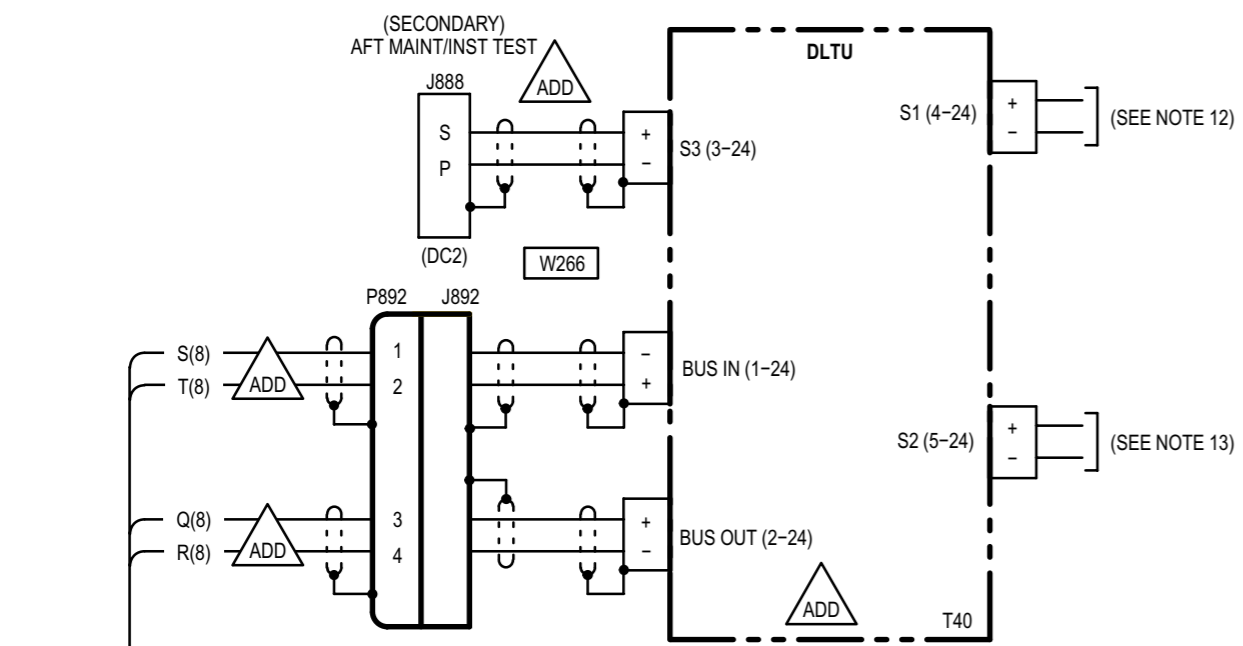 (SECONDARY)
AFT MAINT/INST TEST
ADD
J888
S
P
(DC2)
+
−
S3 (3−24)
DLTU
S1 (4−24)
+
−
(SEE NOTE 12)
W266
P892
J892
S(8)
T(8)
ADD
1
2
−
+
BUS IN (1−24)
S2 (5−24)
+
−
(SEE NOTE 13)
Q(8)
R(8)
ADD
3
4
+
−
BUS OUT (2−24)
ADD
T40